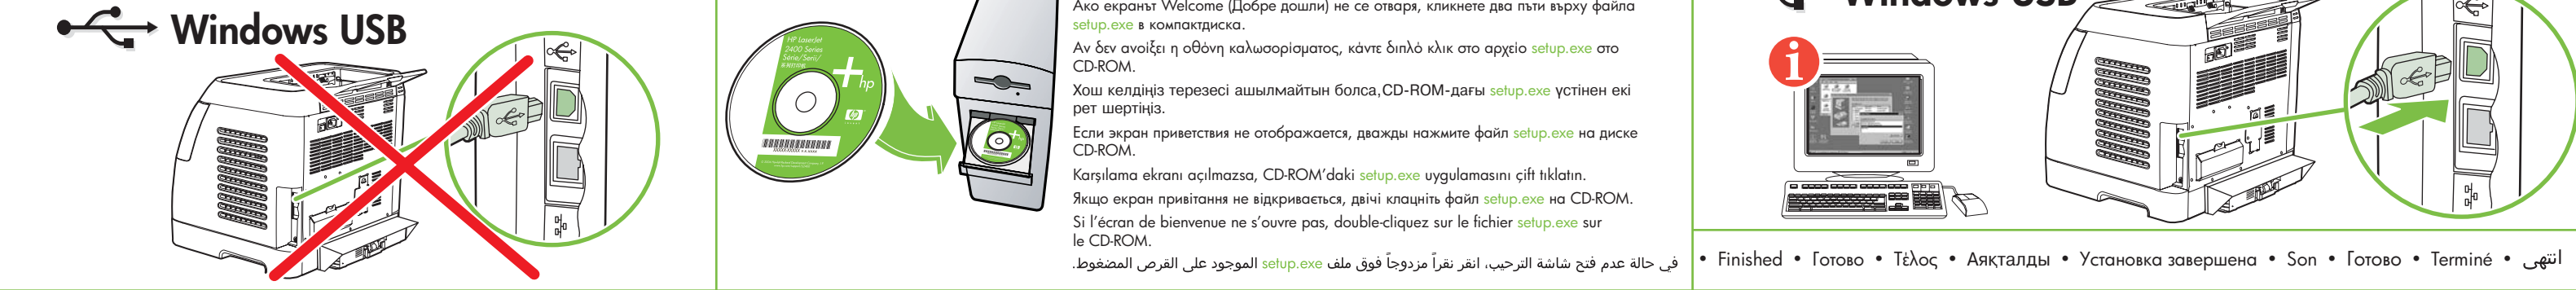 Windows USB
HP LaserJet
2400 Series
Serie/Serii/
hp
Ако екранът Welcome (Добре дошли) не се отваря, кликнете два пъти върху файла
setup.exe в компактдиска.
Αν δεν ανοίξει η οθόνη καλωσορίσματος, κάντε διπλό κλικ στο αρχείο setup.exe στο
CD-ROM.
Хош келдіңіз терезесі ашылмайтын болса,CD-ROM-дағы setup.exe үстінен екі
рет шертіңіз.
Если экран приветствия не отображается, дважды нажмите файл setup.exe на диске
CD-ROM.
Karşılama ekranı açılmazsa, CD-ROM’daki setup.exe uygulamasını çift tıklatın.
Якщо екран привітання не відкривається, двічі клацніть файл setup.exe на CD-ROM.
Si l’écran de bienvenue ne s’ouvre pas, double-cliquez sur le fichier setup.exe sur
le CD-ROM.
في حالة عدم فتح شاشة الترحيب، انقر نقراً مزدوجاً فوق ملف setup.exe الموجود على القرص المضغوط.
Windows USB
i
• Finished • Готово • Τέλος • Аяқталды • Установка завершена • Son • Готово • Terminé • انتهى